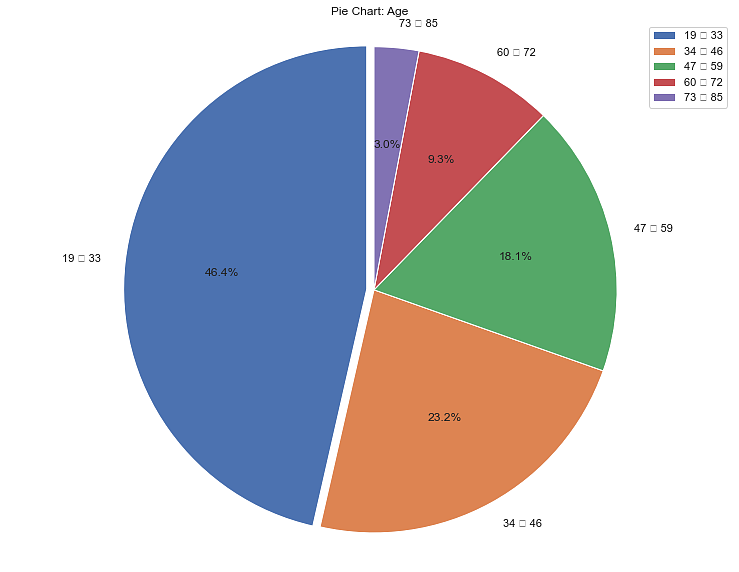 Pie Chart: Age
73 □ 85
60 □ 72
19 □ 33
34 □ 46
47 □ 59
60 □ 72
73 □ 85
3.0%
9.3%
47 □ 59
18.1%
19 □ 33
46.4%
23.2%
34 □ 46